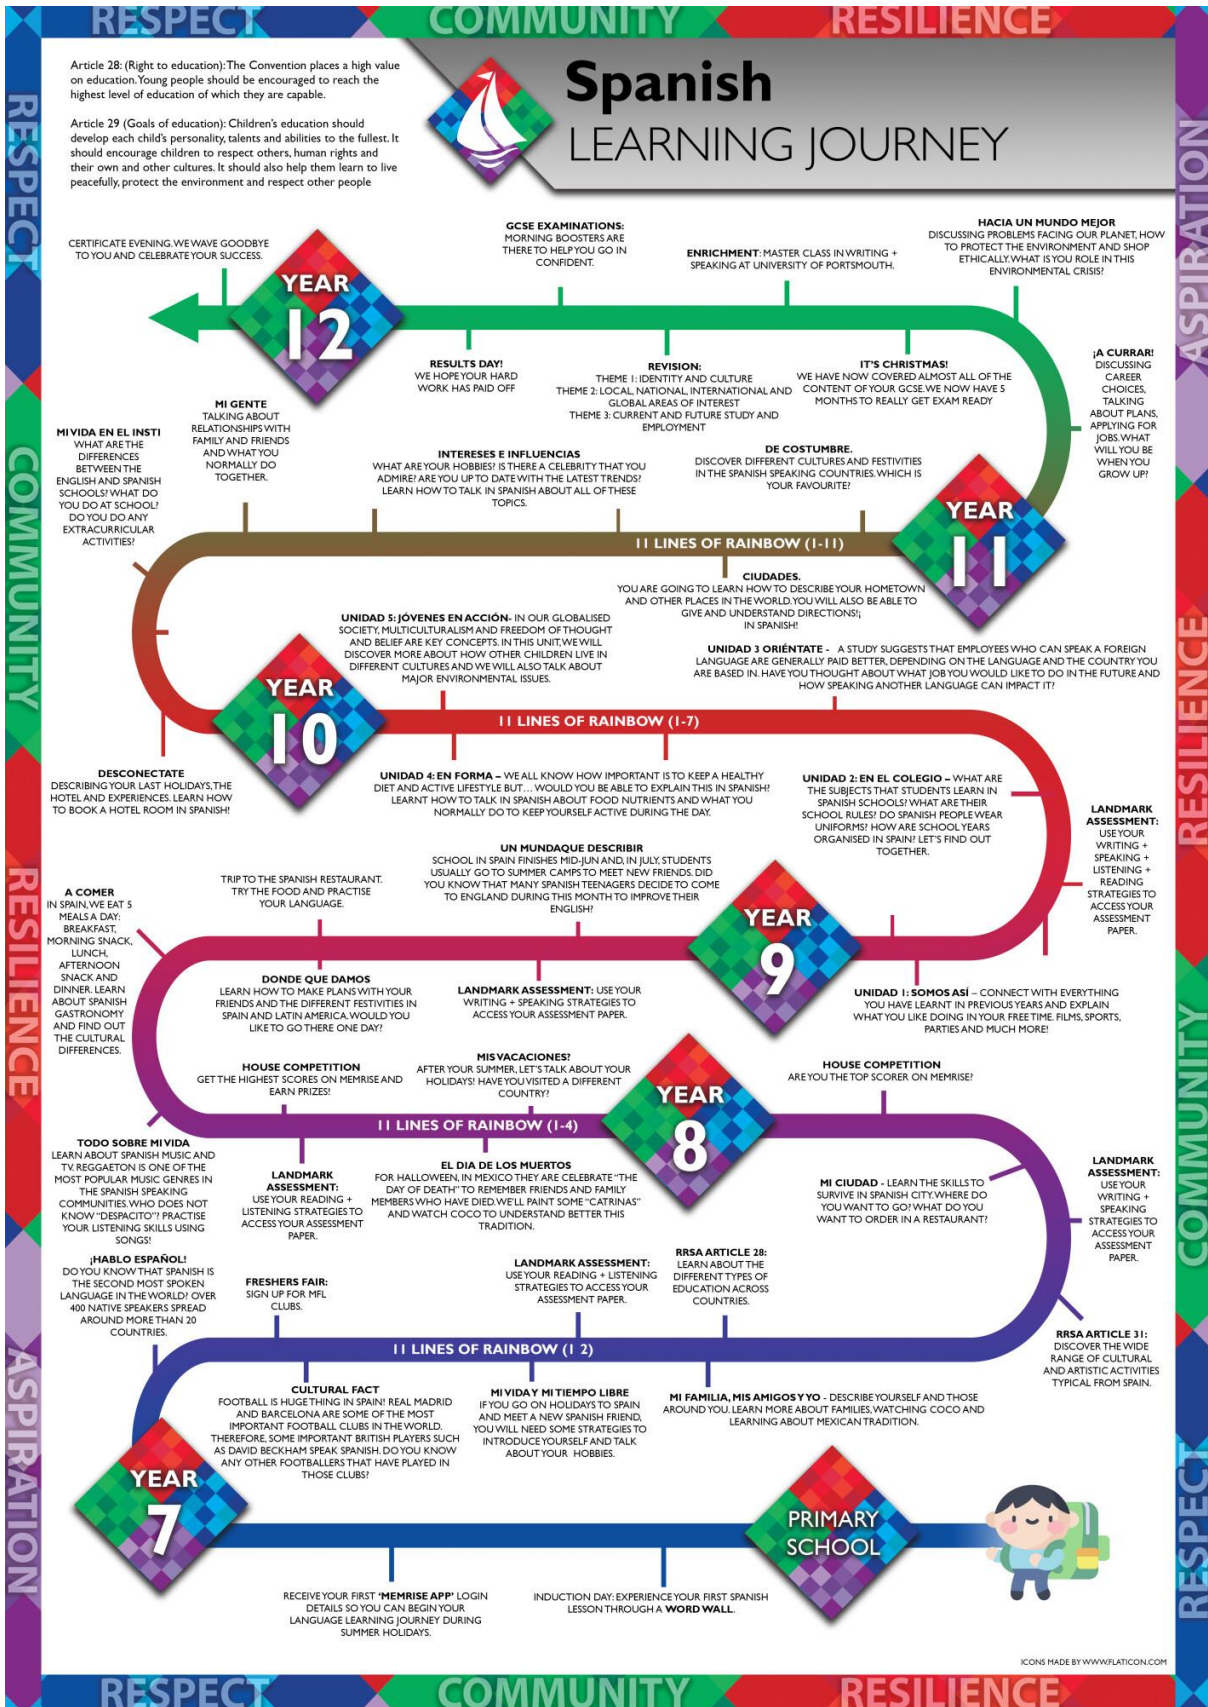 RESPECT
COMMUNITY
RESILIENCE
ASPIRATION
RESILIENCE
COMMUNITY
RESPECT
RESPECT
COMMUNITY
RESILIENCE
ASPIRATION
Article 28: (Right to education): The Convention places a high value
on education. Young people should be encouraged to reach the
highest level of education of which they are capable.
Article 29 (Goals of education): Children's education should
develop each child's personality, talents and abilities to the fullest. It
should encourage children to respect others, human rights and
their own and other cultures. It should also help them learn to live
peacefully, protect the environment and respect other people
Spanish
LEARNING JOURNEY
CERTIFICATE EVENING. WE WAVE GOODBYE
TO YOU AND CELEBRATE YOUR SUCCESS.
YEAR
12
GCSE EXAMINATIONS:
MORNING BOOSTERS ARE
THERE TO HELP YOU GO IN
CONFIDENT.
ENRICHMENT: MASTER CLASS IN WRITING +
SPEAKING AT UNIVERSITY OF PORTSMOUTH.
HACIA UN MUNDO MEJOR
DISCUSSING PROBLEMS FACING OUR PLANET, HOW
TO PROTECT THE ENVIRONMENT AND SHOP
ETHICALLY. WHAT IS YOU ROLE IN THIS
ENVIRONMENTAL CRISIS?
RESULTS DAY!
WE HOPE YOUR HARD
WORK HAS PAID OFF
REVISION:
THEME 1: IDENTITY AND CULTURE
THEME 2: LOCAL, NATIONAL, INTERNATIONAL AND
GLOBAL AREAS OF INTEREST
THEME 3: CURRENT AND FUTURE STUDY AND
EMPLOYMENT
IT'S CHRISTMAS!
WE HAVE NOW COVERED ALMOST ALL OF THE
CONTENT OF YOUR GCSE. WE NOW HAVE 5
MONTHS TO REALLY GET EXAM READY
¡A CURRAR!
DISCUSSING
CAREER
CHOICES,
TALKING
ABOUT PLANS,
APPLYING FOR
JOBS. WHAT
WILL YOU BE
WHEN YOU
GROW UP?
MI VIDA EN EL INSTI
WHAT ARE THE
DIFFERENCES
BETWEEN THE
ENGLISH AND SPANISH
SCHOOLS? WHAT DO
YOU DO AT SCHOOL?
DO YOU DO ANY
EXTRACURRICULAR
ACTIVITIES?
MI GENTE
TALKING ABOUT
RELATIONSHIPS WITH
FAMILY AND FRIENDS
AND WHAT YOU
NORMALLY DO
TOGETHER.
INTERESES E INFLUENCIAS
WHAT ARE YOUR HOBBIES? IS THERE A CELEBRITY THAT YOU
ADMIRE? ARE YOU UP TO DATE WITH THE LATEST TRENDS?
LEARN HOW TO TALK IN SPANISH ABOUT ALL OF THESE
TOPICS.
DE COSTUMBRE.
DISCOVER DIFFERENT CULTURES AND FESTIVITIES
IN THE SPANISH SPEAKING COUNTRIES. WHICH IS
YOUR FAVOURITE?
YEAR
11
11 LINES OF RAINBOW (1-11)
CIUDADES.
YOU ARE GOING TO LEARN HOW TO DESCRIBE YOUR HOMETOWN
AND OTHER PLACES IN THE WORLD. YOU WILL ALSO BE ABLE TO
GIVE AND UNDERSTAND DIRECTIONS!¡
IN SPANISH!
UNIDAD 5: JÓVENES EN ACCIÓN- IN OUR GLOBALISED
SOCIETY, MULTICULTURALISM AND FREEDOM OF THOUGHT
AND BELIEF ARE KEY CONCEPTS. IN THIS UNIT, WE WILL
DISCOVER MORE ABOUT HOW OTHER CHILDREN LIVE IN
DIFFERENT CULTURES AND WE WILL ALSO TALK ABOUT
MAJOR ENVIRONMENTAL ISSUES.
UNIDAD 3 ORIÉNTATE - A STUDY SUGGESTS THAT EMPLOYEES WHO CAN SPEAK A FOREIGN
LANGUAGE ARE GENERALLY PAID BETTER, DEPENDING ON THE LANGUAGE AND THE COUNTRY YOU
ARE BASED IN. HAVE YOU THOUGHT ABOUT WHAT JOB YOU WOULD LIKE TO DO IN THE FUTURE AND
HOW SPEAKING ANOTHER LANGUAGE CAN IMPACT IT?
YEAR
10
11 LINES OF RAINBOW (1-7)
DESCONECTATE
DESCRIBING YOUR LAST HOLIDAYS, THE
HOTEL AND EXPERIENCES. LEARN HOW
TO BOOK A HOTEL ROOM IN SPANISH!
UNIDAD 4: EN FORMA – WE ALL KNOW HOW IMPORTANT IS TO KEEP A HEALTHY
DIET AND ACTIVE LIFESTYLE BUT… WOULD YOU BE ABLE TO EXPLAIN THIS IN SPANISH?
LEARNT HOW TO TALK IN SPANISH ABOUT FOOD NUTRIENTS AND WHAT YOU
NORMALLY DO TO KEEP YOURSELF ACTIVE DURING THE DAY.
UNIDAD 2: EN EL COLEGIO – WHAT ARE
THE SUBJECTS THAT STUDENTS LEARN IN
SPANISH SCHOOLS? WHAT ARE THEIR
SCHOOL RULES? DO SPANISH PEOPLE WEAR
UNIFORMS? HOW ARE SCHOOL YEARS
ORGANISED IN SPAIN? LET'S FIND OUT
TOGETHER.
LANDMARK
ASSESSMENT:
USE YOUR
WRITING +
SPEAKING +
LISTENING +
READING
STRATEGIES TO
ACCESS YOUR
ASSESSMENT
PAPER.
A COMER
IN SPAIN, WE EAT 5
MEALS A DAY:
BREAKFAST,
MORNING SNACK,
LUNCH,
AFTERNOON
SNACK AND
DINNER. LEARN
ABOUT SPANISH
GASTRONOMY
AND FIND OUT
THE CULTURAL
DIFFERENCES.
TRIP TO THE SPANISH RESTAURANT.
TRY THE FOOD AND PRACTISE
YOUR LANGUAGE.
UN MUNDAQUE DESCRIBIR
SCHOOL IN SPAIN FINISHES MID-JUN AND, IN JULY, STUDENTS
USUALLY GO TO SUMMER CAMPS TO MEET NEW FRIENDS. DID
YOU KNOW THAT MANY SPANISH TEENAGERS DECIDE TO COME
TO ENGLAND DURING THIS MONTH TO IMPROVE THEIR
ENGLISH?
YEAR
9
DONDE QUE DAMOS
LEARN HOW TO MAKE PLANS WITH YOUR
FRIENDS AND THE DIFFERENT FESTIVITIES IN
SPAIN AND LATIN AMERICA. WOULD YOU
LIKE TO GO THERE ONE DAY?
LANDMARK ASSESSMENT: USE YOUR
WRITING + SPEAKING STRATEGIES TO
ACCESS YOUR ASSESSMENT PAPER.
UNIDAD 1: SOMOS ASÍ – CONNECT WITH EVERYTHING
YOU HAVE LEARNT IN PREVIOUS YEARS AND EXPLAIN
WHAT YOU LIKE DOING IN YOUR FREE TIME. FILMS, SPORTS,
PARTIES AND MUCH MORE!
HOUSE COMPETITION
GET THE HIGHEST SCORES ON MEMRISE AND
EARN PRIZES!
MIS VACACIONES?
AFTER YOUR SUMMER, LET'S TALK ABOUT YOUR
HOLIDAYS! HAVE YOU VISITED A DIFFERENT
COUNTRY?
YEAR
8
HOUSE COMPETITION
ARE YOU THE TOP SCORER ON MEMRISE?
11 LINES OF RAINBOW (1-4)
TODO SOBRE MI VIDA
LEARN ABOUT SPANISH MUSIC AND
TV. REGGAETON IS ONE OF THE
MOST POPULAR MUSIC GENRES IN
THE SPANISH SPEAKING
COMMUNITIES. WHO DOES NOT
KNOW "DESPACITO"? PRACTISE
YOUR LISTENING SKILLS USING
SONGS!
LANDMARK
ASSESSMENT:
USE YOUR READING +
LISTENING STRATEGIES TO
ACCESS YOUR ASSESSMENT
PAPER.
EL DIA DE LOS MUERTOS
FOR HALLOWEEN, IN MEXICO THEY ARE CELEBRATE "THE
DAY OF DEATH" TO REMEMBER FRIENDS AND FAMILY
MEMBERS WHO HAVE DIED WE'LL PAINT SOME "CATRINAS"
AND WATCH COCO TO UNDERSTAND BETTER THIS
TRADITION.
MI CIUDAD - LEARN THE SKILLS TO
SURVIVE IN SPANISH CITY. WHERE DO
YOU WANT TO GO? WHAT DO YOU
WANT TO ORDER IN A RESTAURANT?
LANDMARK
ASSESSMENT:
USE YOUR
WRITING +
SPEAKING
STRATEGIES TO
ACCESS YOUR
ASSESSMENT
PAPER.
¡HABLO ESPAÑOL!
DO YOU KNOW THAT SPANISH IS
THE SECOND MOST SPOKEN
LANGUAGE IN THE WORLD? OVER
400 NATIVE SPEAKERS SPREAD
AROUND MORE THAN 20
COUNTRIES.
FRESHERS FAIR:
SIGN UP FOR MFL
CLUBS.
LANDMARK ASSESSMENT:
USE YOUR READING + LISTENING
STRATEGIES TO ACCESS YOUR
ASSESSMENT PAPER.
RRSA ARTICLE 28:
LEARN ABOUT THE
DIFFERENT TYPES OF
EDUCATION ACROSS
COUNTRIES.
RRSA ARTICLE 31:
DISCOVER THE WIDE
RANGE OF CULTURAL
AND ARTISTIC ACTIVITIES
TYPICAL FROM SPAIN.
11 LINES OF RAINBOW (1 2)
CULTURAL FACT
FOOTBALL IS HUGE THING IN SPAIN! REAL MADRID
AND BARCELONA ARE SOME OF THE MOST
IMPORTANT FOOTBALL CLUBS IN THE WORLD.
THEREFORE, SOME IMPORTANT BRITISH PLAYERS SUCH
AS DAVID BECKHAM SPEAK SPANISH. DO YOU KNOW
ANY OTHER FOOTBALLERS THAT HAVE PLAYED IN
THOSE CLUBS?
MI VIDA Y MI TIEMPO LIBRE
IF YOU GO ON HOLIDAYS TO SPAIN
AND MEET A NEW SPANISH FRIEND,
YOU WILL NEED SOME STRATEGIES TO
INTRODUCE YOURSELF AND TALK
ABOUT YOUR HOBBIES.
MI FAMILIA, MIS AMIGOS Y YO - DESCRIBE YOURSELF AND THOSE
AROUND YOU. LEARN MORE ABOUT FAMILIES, WATCHING COCO AND
LEARNING ABOUT MEXICAN TRADITION.
YEAR
7
PRIMARY
SCHOOL
RECEIVE YOUR FIRST 'MEMRISE APP' LOGIN
DETAILS SO YOU CAN BEGIN YOUR
LANGUAGE LEARNING JOURNEY DURING
SUMMER HOLIDAYS.
INDUCTION DAY: EXPERIENCE YOUR FIRST SPANISH
LESSON THROUGH A WORD WALL.
ICONS MADE BY WWW.FLATICON.COM
RESPECT
COMMUNITY
RESILIENCE